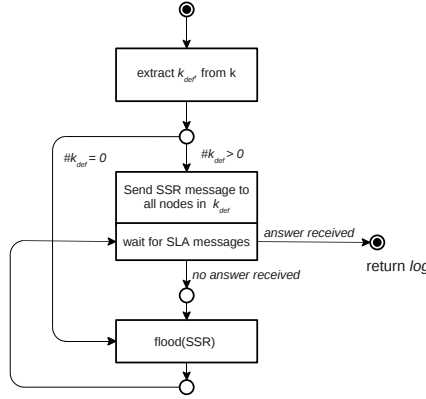 extract k_def, from k
#k_def = 0
#k_def > 0
Send SSR message to
all nodes in k_def
wait for SLA messages
answer received
return log
no answer received
flood(SSR)